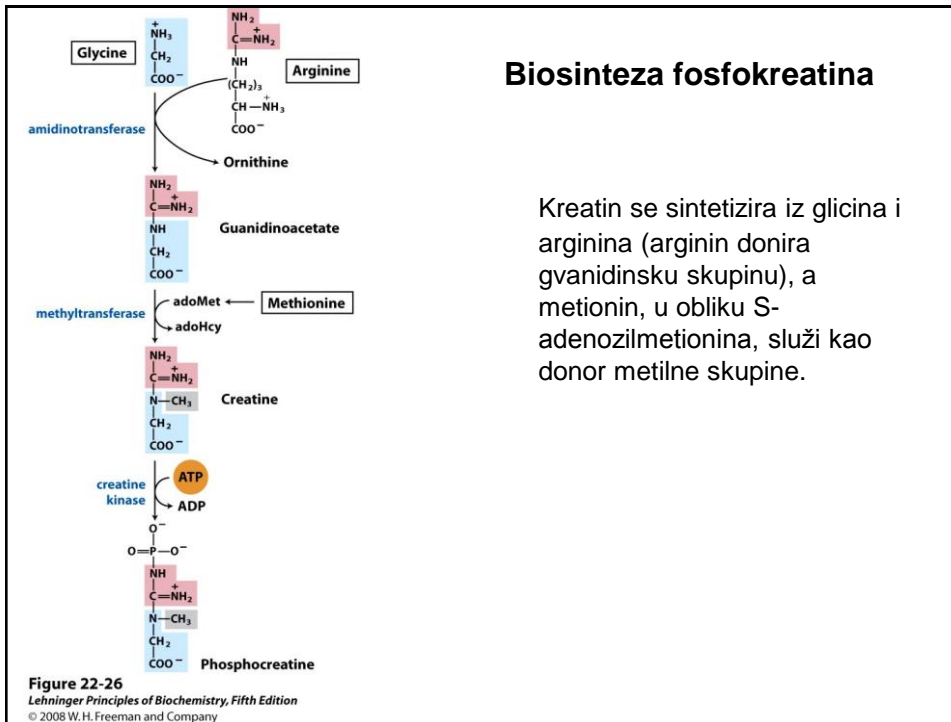 Biosinteza fosfokreatina
Kreatin se sintetizira iz glicina i
arginina (arginin donira
gvanidinsku skupinu), a
metionin, u obliku S-
adenozilmetionina, služi kao
donor metilne skupine.
Glycine
+
NH3
CH2
COO−
NH2
+
C=NH2
NH
(CH2)3
+
CH—NH3
COO−
Arginine
amidinotransferase
Ornithine
NH2
+
C=NH2
NH
CH2
COO−
Guanidinoacetate
methyltransferase
adoMet
Methionine
adoHcy
NH2
+
C=NH2
N—CH3
CH2
COO−
Creatine
creatine
kinase
ATP
ADP
O−
O=P—O−
NH
+
C=NH2
N—CH3
CH2
COO−
Phosphocreatine
Figure 22-26
Lehninger Principles of Biochemistry, Fifth Edition
© 2008 W. H. Freeman and Company